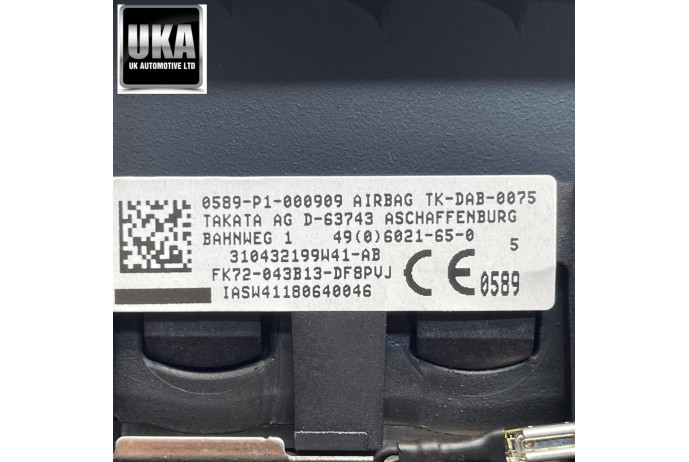 UKA
UK AUTOMOTIVE LTD
0589-P1-000909 AIRBAG TK-DAB-0075
TAKATA AG D-63743 ASCHAFFENBURG
BAHNWEG 1 49(0)6021-65-0 5
310432199W41-AB
FK72-043B13-DF8PVJ
IASW41180640046
CE 0589